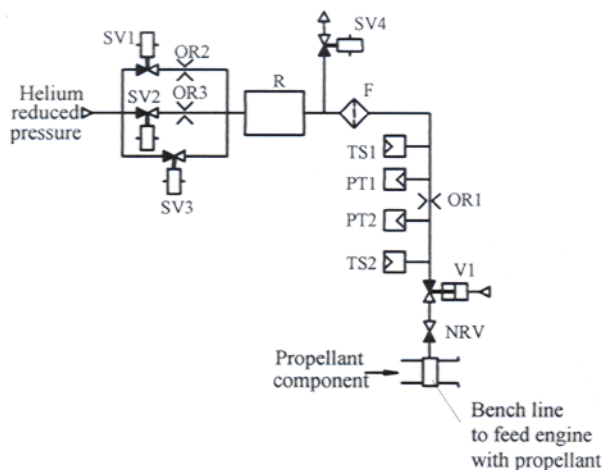 SV1
OR2
SV4
Helium
reduced
pressure
SV2
OR3
R
F
SV3
TS1
PT1
OR1
PT2
TS2
V1
NRV
Propellant
component
Bench line
to feed engine
with propellant